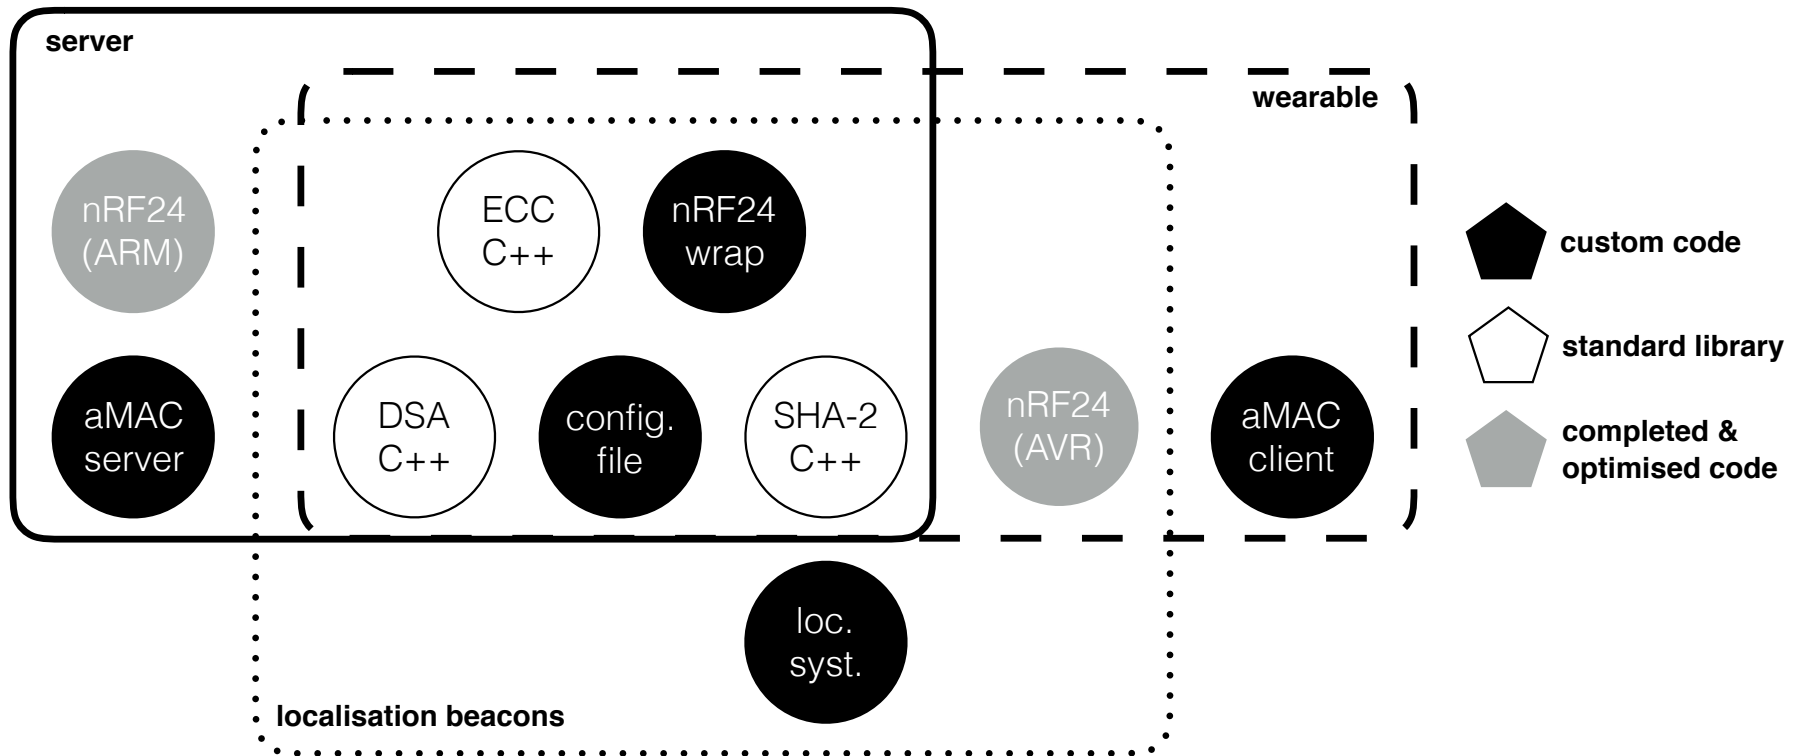 server
wearable
nRF24
(ARM)
ECC
C++
nRF24
wrap
custom code
standard library
aMAC
server
DSA
C++
config.
file
SHA-2
C++
nRF24
(AVR)
aMAC
client
completed &
optimised code
loc.
syst.
localisation beacons